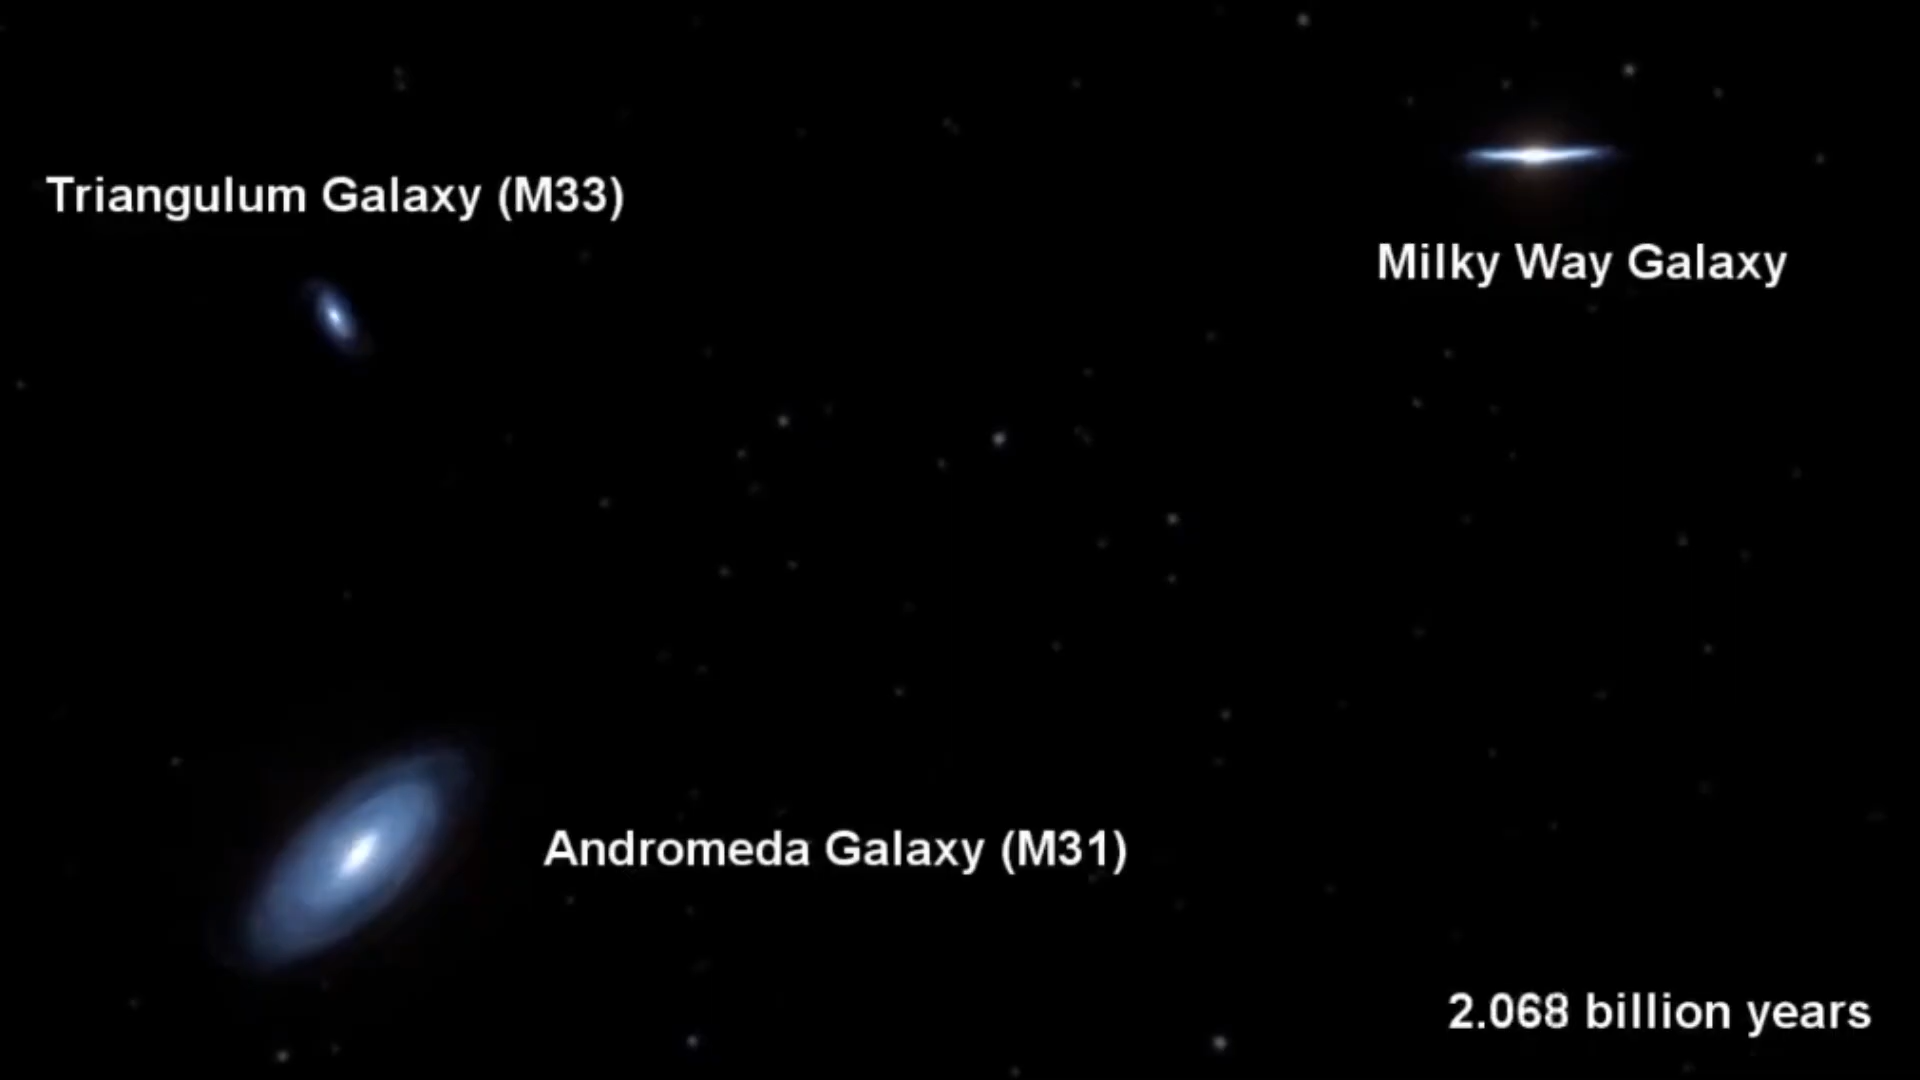 Triangulum Galaxy (M33)
Milky Way Galaxy
Andromeda Galaxy (M31)
2.068 billion years